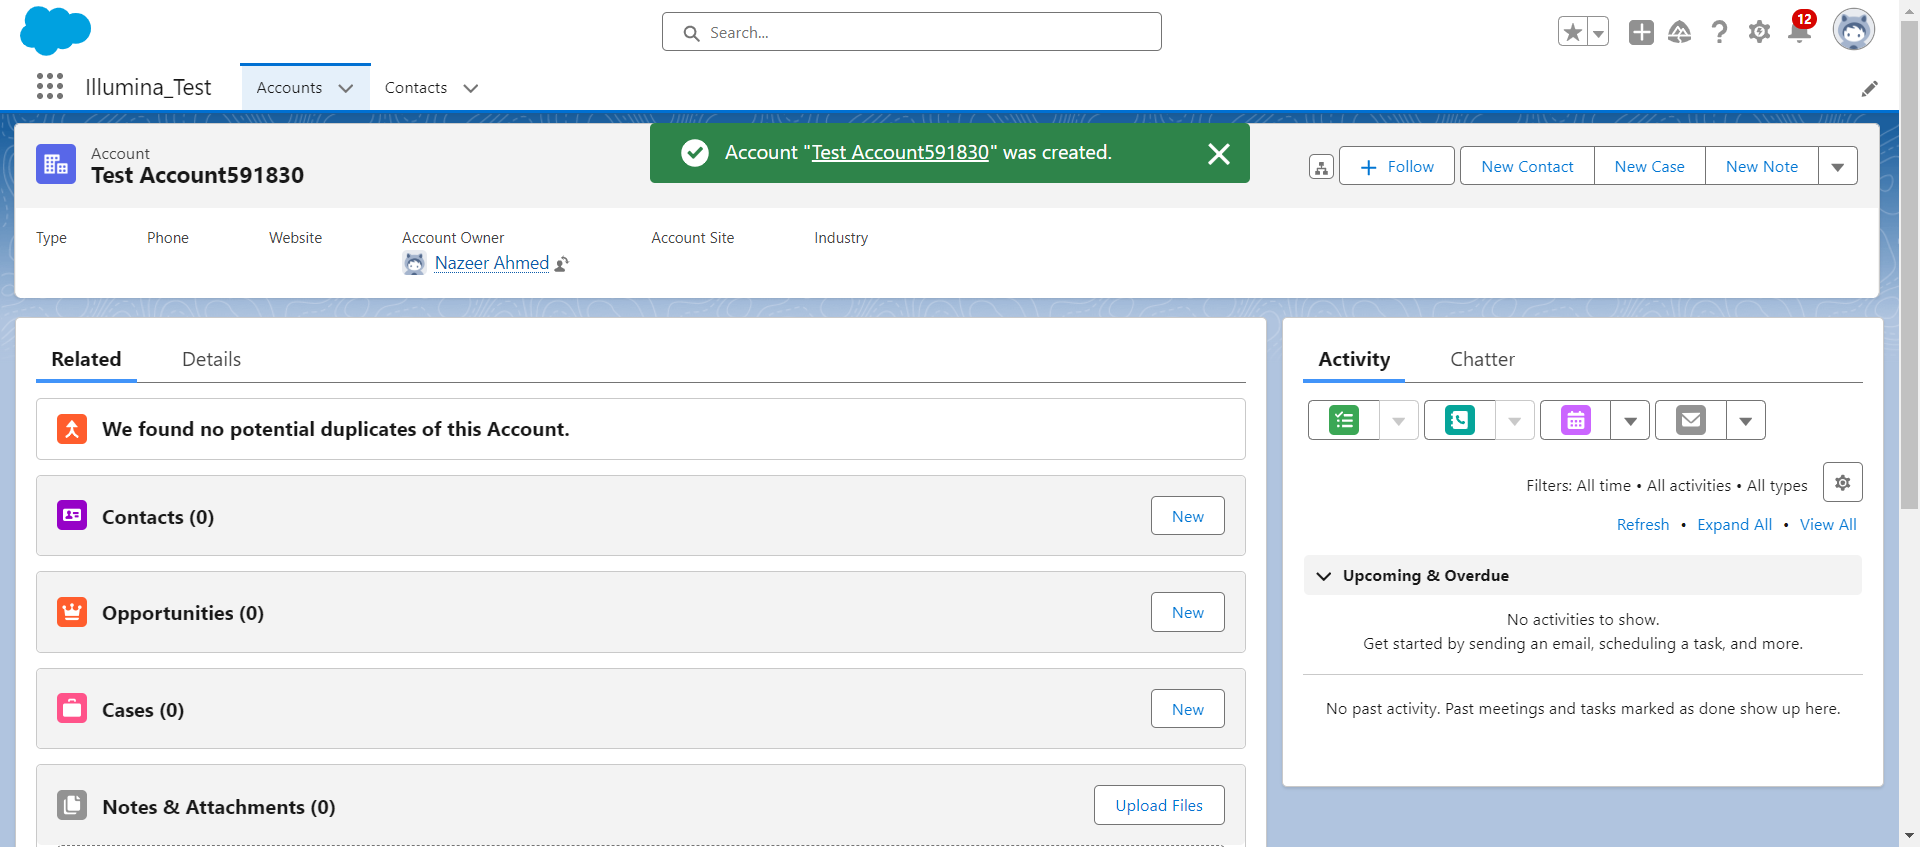 Search...
12
Illumina_Test
Accounts
Contacts
Account
Test Account591830
Account "Test Account591830" was created.
Follow
New Contact
New Case
New Note
Type
Phone
Website
Account Owner
Account Site
Industry
Nazeer Ahmed
Related
Details
We found no potential duplicates of this Account.
Contacts (0)
New
Opportunities (0)
New
Cases (0)
New
Notes & Attachments (0)
Upload Files
Activity
Chatter
Filters: All time • All activities • All types
Refresh • Expand All • View All
Upcoming & Overdue
No activities to show.
Get started by sending an email, scheduling a task, and more.
No past activity. Past meetings and tasks marked as done show up here.